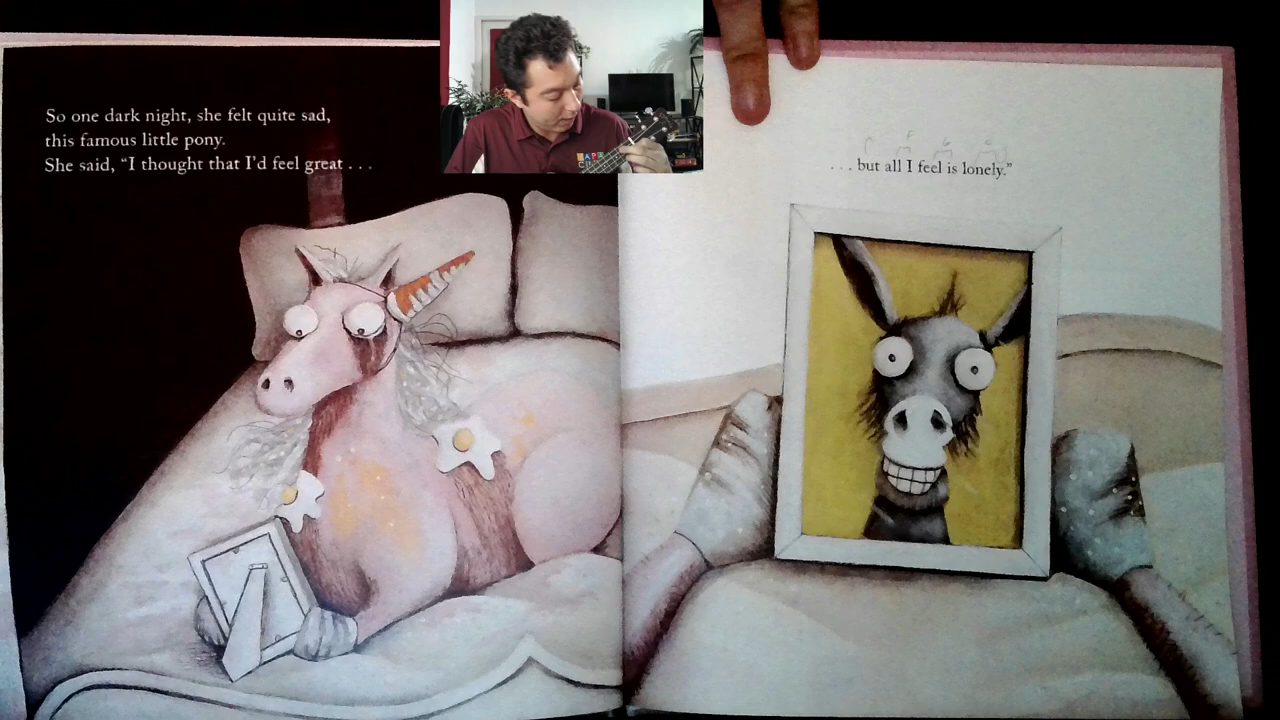 So one dark night, she felt quite sad,
this famous little pony.
She said, “I thought that I’d feel great . . .
. . . but all I feel is lonely.”